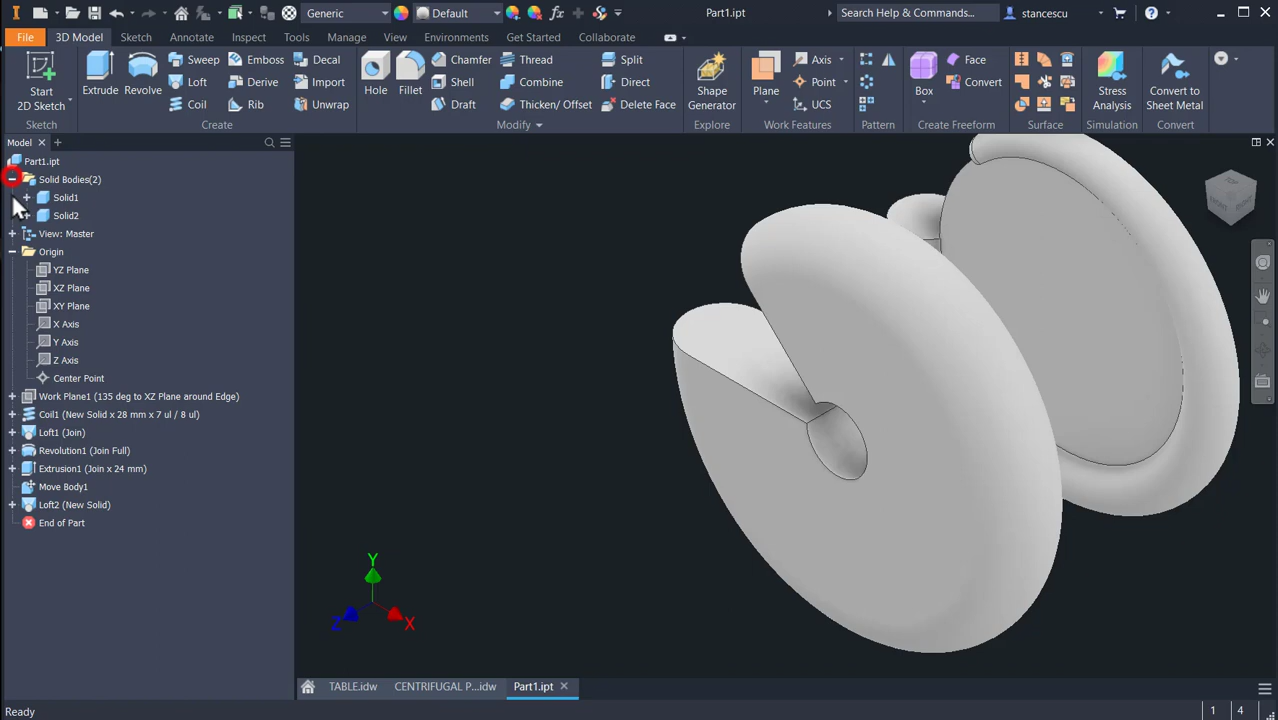 Generic
Default
Part1.ipt
Search Help & Commands...
stancescu
File
3D Model
Sketch
Annotate
Inspect
Tools
Manage
View
Environments
Get Started
Collaborate
Start
2D Sketch
Sketch
Extrude
Revolve
Sweep
Loft
Coil
Emboss
Derive
Rib
Decal
Import
Unwrap
Create
Hole
Fillet
Chamfer
Shell
Draft
Thread
Combine
Thicken/ Offset
Split
Direct
Delete Face
Modify
Shape
Generator
Explore
Plane
Axis
Point
UCS
Work Features
Pattern
Box
Face
Convert
Create Freeform
Surface
Stress
Analysis
Simulation
Convert to
Sheet Metal
Convert
Model
Part1.ipt
Solid Bodies(2)
Solid1
Solid2
View: Master
Origin
YZ Plane
XZ Plane
XY Plane
X Axis
Y Axis
Z Axis
Center Point
Work Plane1 (135 deg to XZ Plane around Edge)
Coil1 (New Solid x 28 mm x 7 ul / 8 ul)
Loft1 (Join)
Revolution1 (Join Full)
Extrusion1 (Join x 24 mm)
Move Body1
Loft2 (New Solid)
End of Part
Y
Z
X
TABLE.idw
CENTRIFUGAL P...idw
Part1.ipt
Ready
1
4